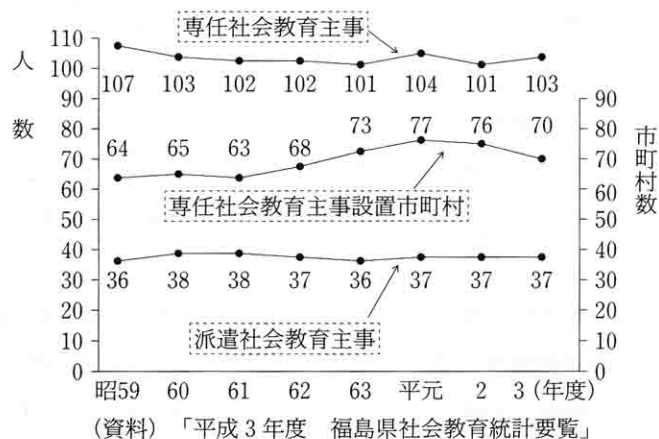 専任社会教育主事
人数
市町村数
110
100
90
80
70
60
50
40
30
20
10
0
107 103 102 102 101 104 101 103
64 65 63 68 73 77 76 70
専任社会教育主事設置市町村
36 38 38 37 36 37 37 37
派遣社会教育主事
90
80
70
60
50
40
30
20
10
0
昭59 60 61 62 63 平元 2 3(年度)
(資料)「平成3年度 福島県社会教育統計要覧」